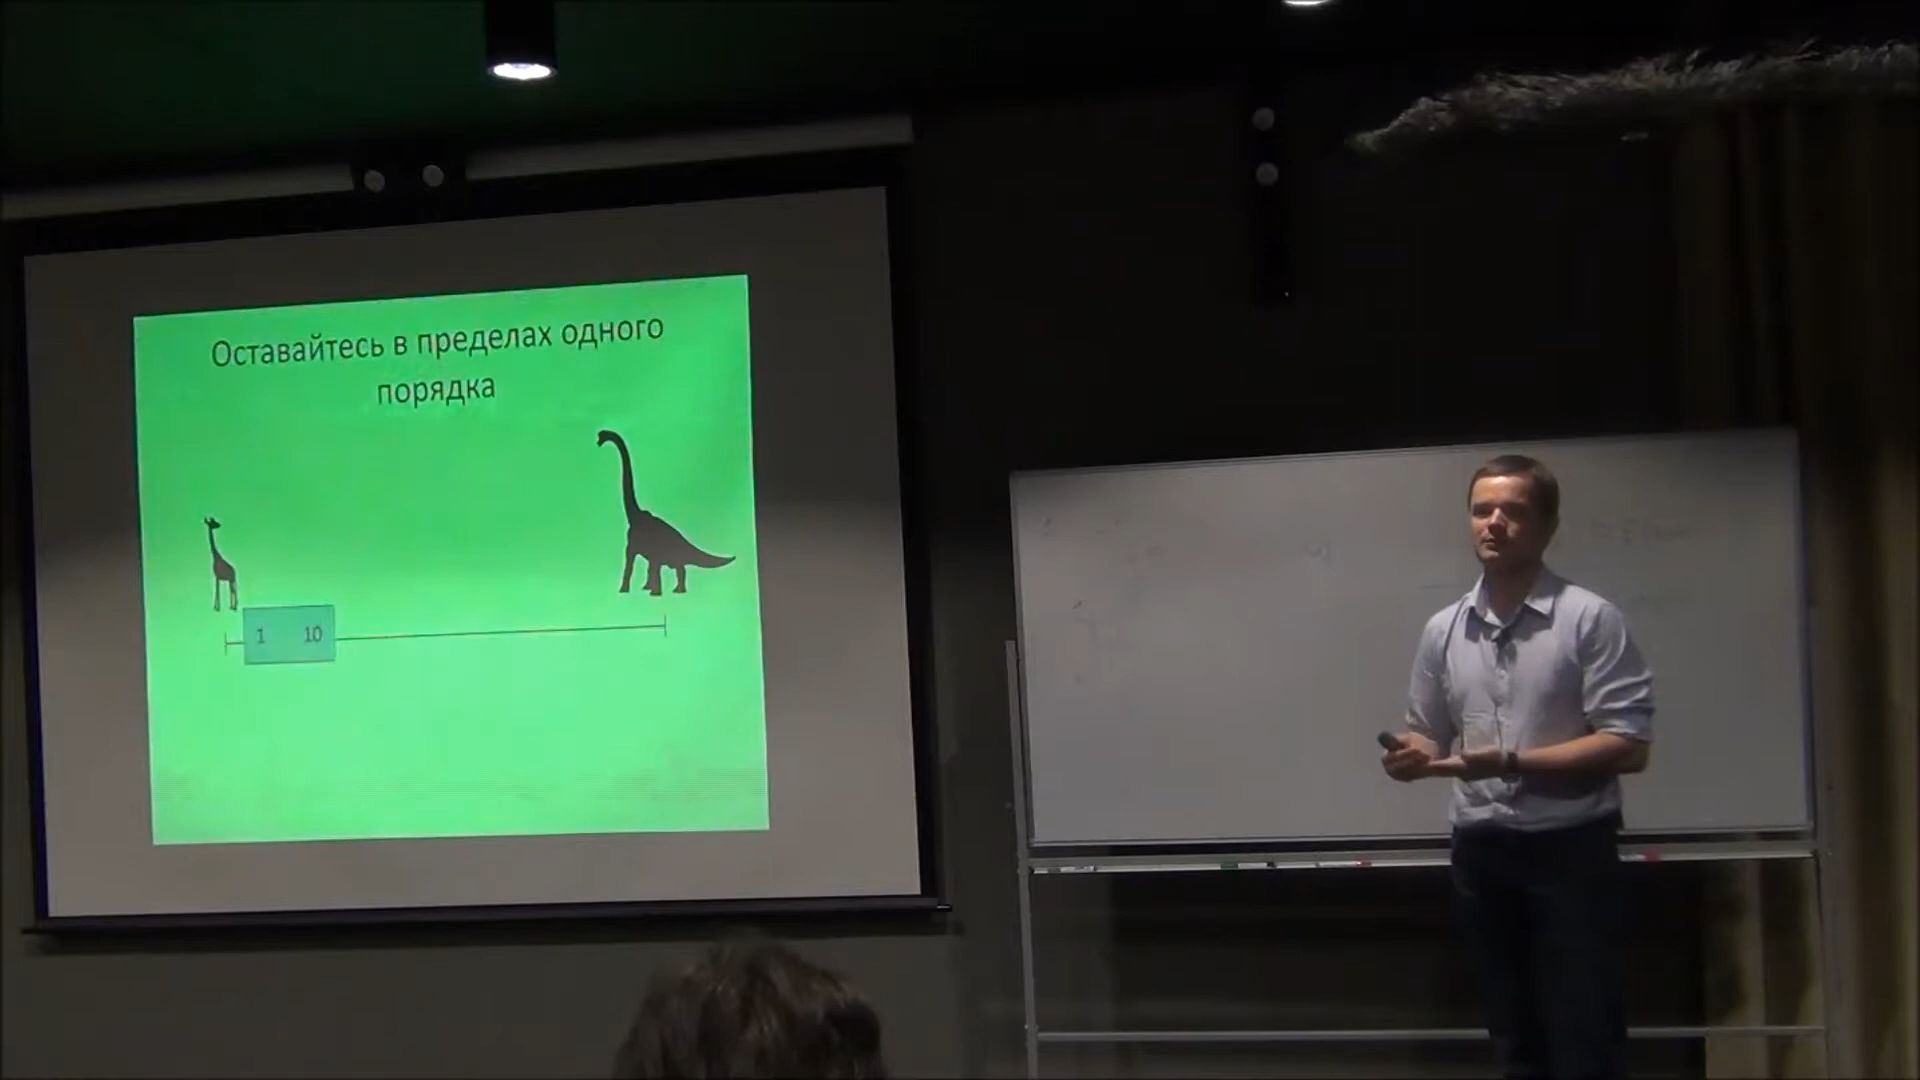 Оставайтесь в пределах одного
порядка
1 10